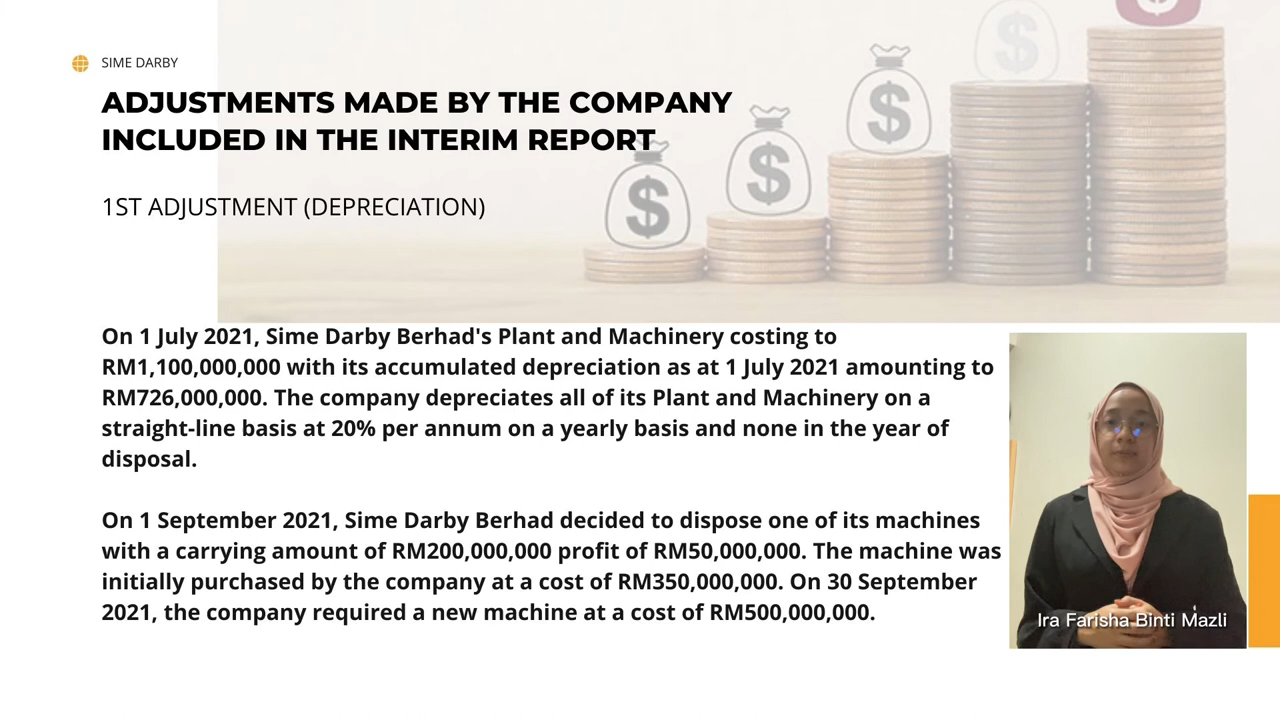 SIME DARBY
ADJUSTMENTS MADE BY THE COMPANY
INCLUDED IN THE INTERIM REPORT
1ST ADJUSTMENT (DEPRECIATION)
On 1 July 2021, Sime Darby Berhad's Plant and Machinery costing to
RM1,100,000,000 with its accumulated depreciation as at 1 July 2021 amounting to
RM726,000,000. The company depreciates all of its Plant and Machinery on a
straight-line basis at 20% per annum on a yearly basis and none in the year of
disposal.
On 1 September 2021, Sime Darby Berhad decided to dispose one of its machines
with a carrying amount of RM200,000,000 profit of RM50,000,000. The machine was
initially purchased by the company at a cost of RM350,000,000. On 30 September
2021, the company required a new machine at a cost of RM500,000,000.
Ira Farisha Binti Mazli